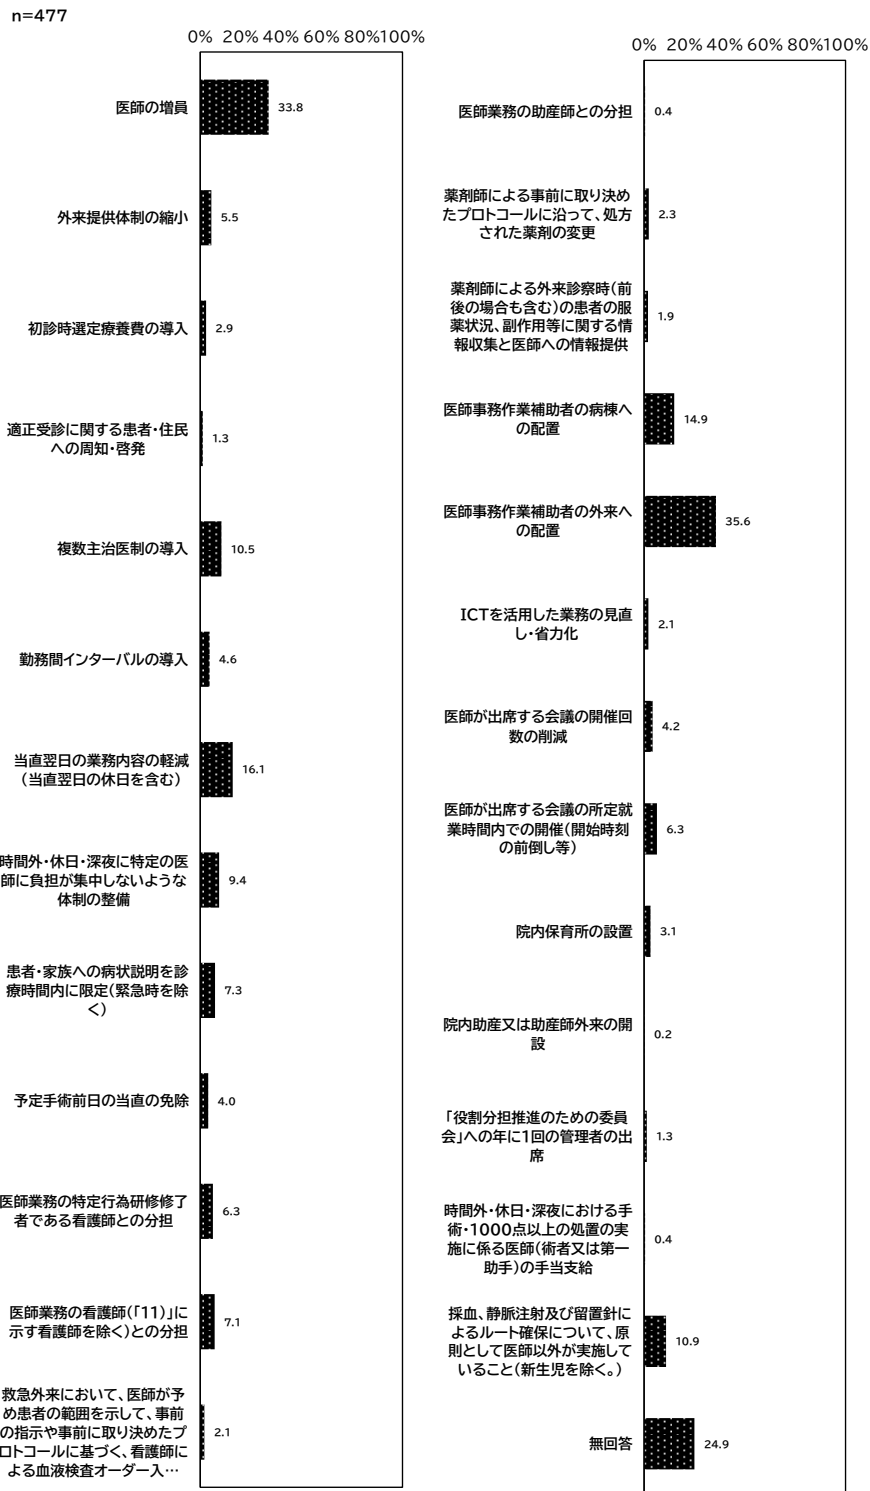 n=477
0% 20% 40% 60% 80% 100%
医師の増員
33.8
外来提供体制の縮小
5.5
初診時選定療養費の導入
2.9
適正受診に関する患者・住民
への周知・啓発
1.3
複数主治医制の導入
10.5
勤務間インターバルの導入
4.6
当直翌日の業務内容の軽減
（当直翌日の休日を含む）
16.1
時間外・休日・深夜に特定の医
師に負担が集中しないような
体制の整備
9.4
患者・家族への病状説明を診
療時間内に限定（緊急時を除
く）
7.3
予定手術前日の当直の免除
4.0
医師業務の特定行為研修修了
者である看護師との分担
6.3
医師業務の看護師（「11）」に
示す看護師を除く）との分担
7.1
救急外来において、医師が予
め患者の範囲を示して、事前
の指示や事前に取り決めたプ
ロトコールに基づく、看護師に
よる血液検査オーダー入…
2.1
0% 20% 40% 60% 80% 100%
医師業務の助産師との分担
0.4
薬剤師による事前に取り決め
たプロトコールに沿って、処方
された薬剤の変更
2.3
薬剤師による外来診察時（前
後の場合も含む）の患者の服
薬状況、副作用等に関する情
報収集と医師への情報提供
1.9
医師事務作業補助者の病棟へ
の配置
14.9
医師事務作業補助者の外来へ
の配置
35.6
ICTを活用した業務の見直
し・省力化
2.1
医師が出席する会議の開催回
数の削減
4.2
医師が出席する会議の所定就
業時間内での開催（開始時刻
の前倒し等）
6.3
院内保育所の設置
3.1
院内助産又は助産師外来の開
設
0.2
「役割分担推進のための委員
会」への年に1回の管理者の出
席
1.3
時間外・休日・深夜における手
術・1000点以上の処置の実
施に係る医師（術者又は第一
助手）の手当支給
0.4
採血、静脈注射及び留置針に
よるルート確保について、原
則として医師以外が実施して
いること（新生児を除く。）
10.9
無回答
24.9